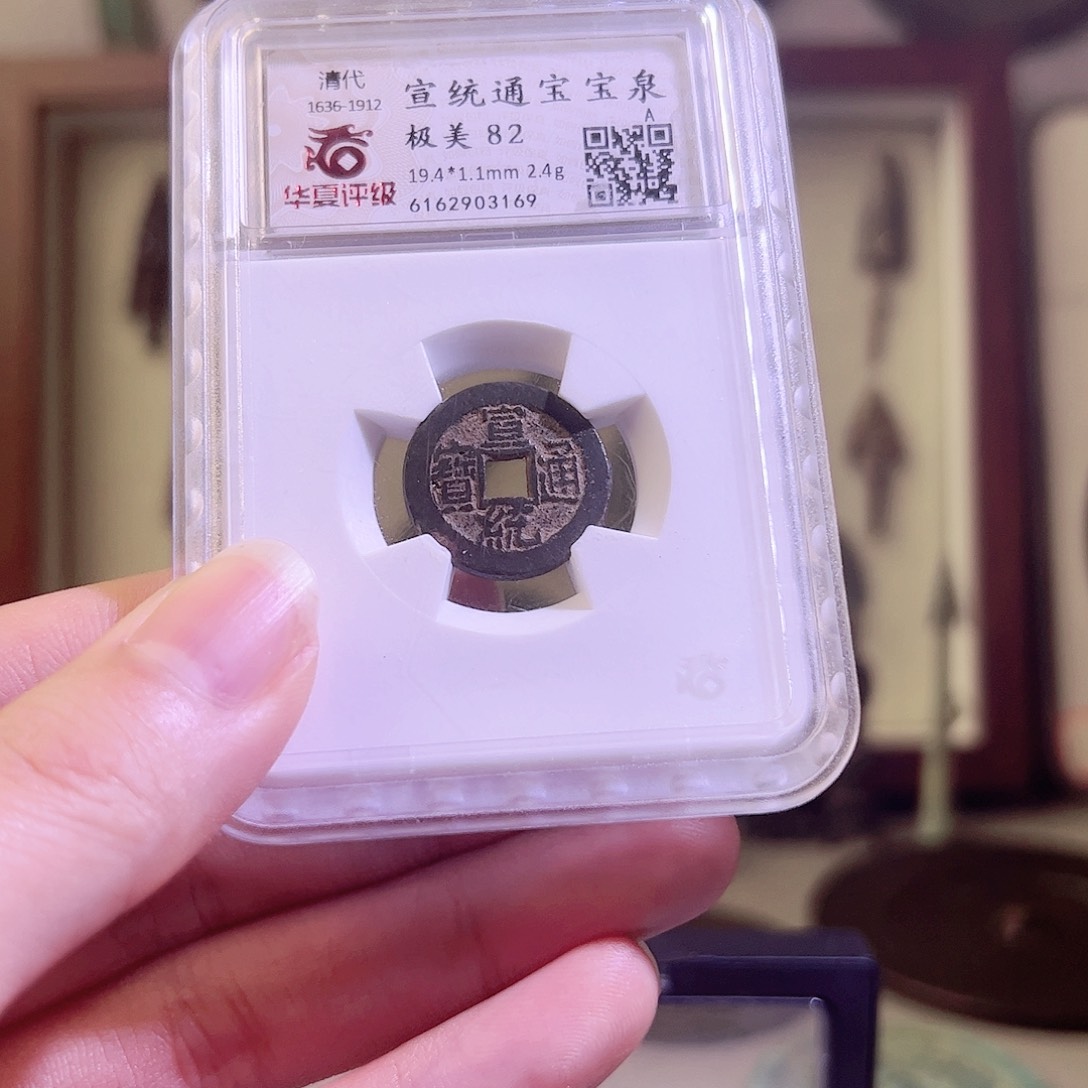 清代
1636-1912
华夏评级
宣统通宝宝泉
A
极美 82
19.4*1.1mm 2.4g
6162903169
宣
寶 通
統